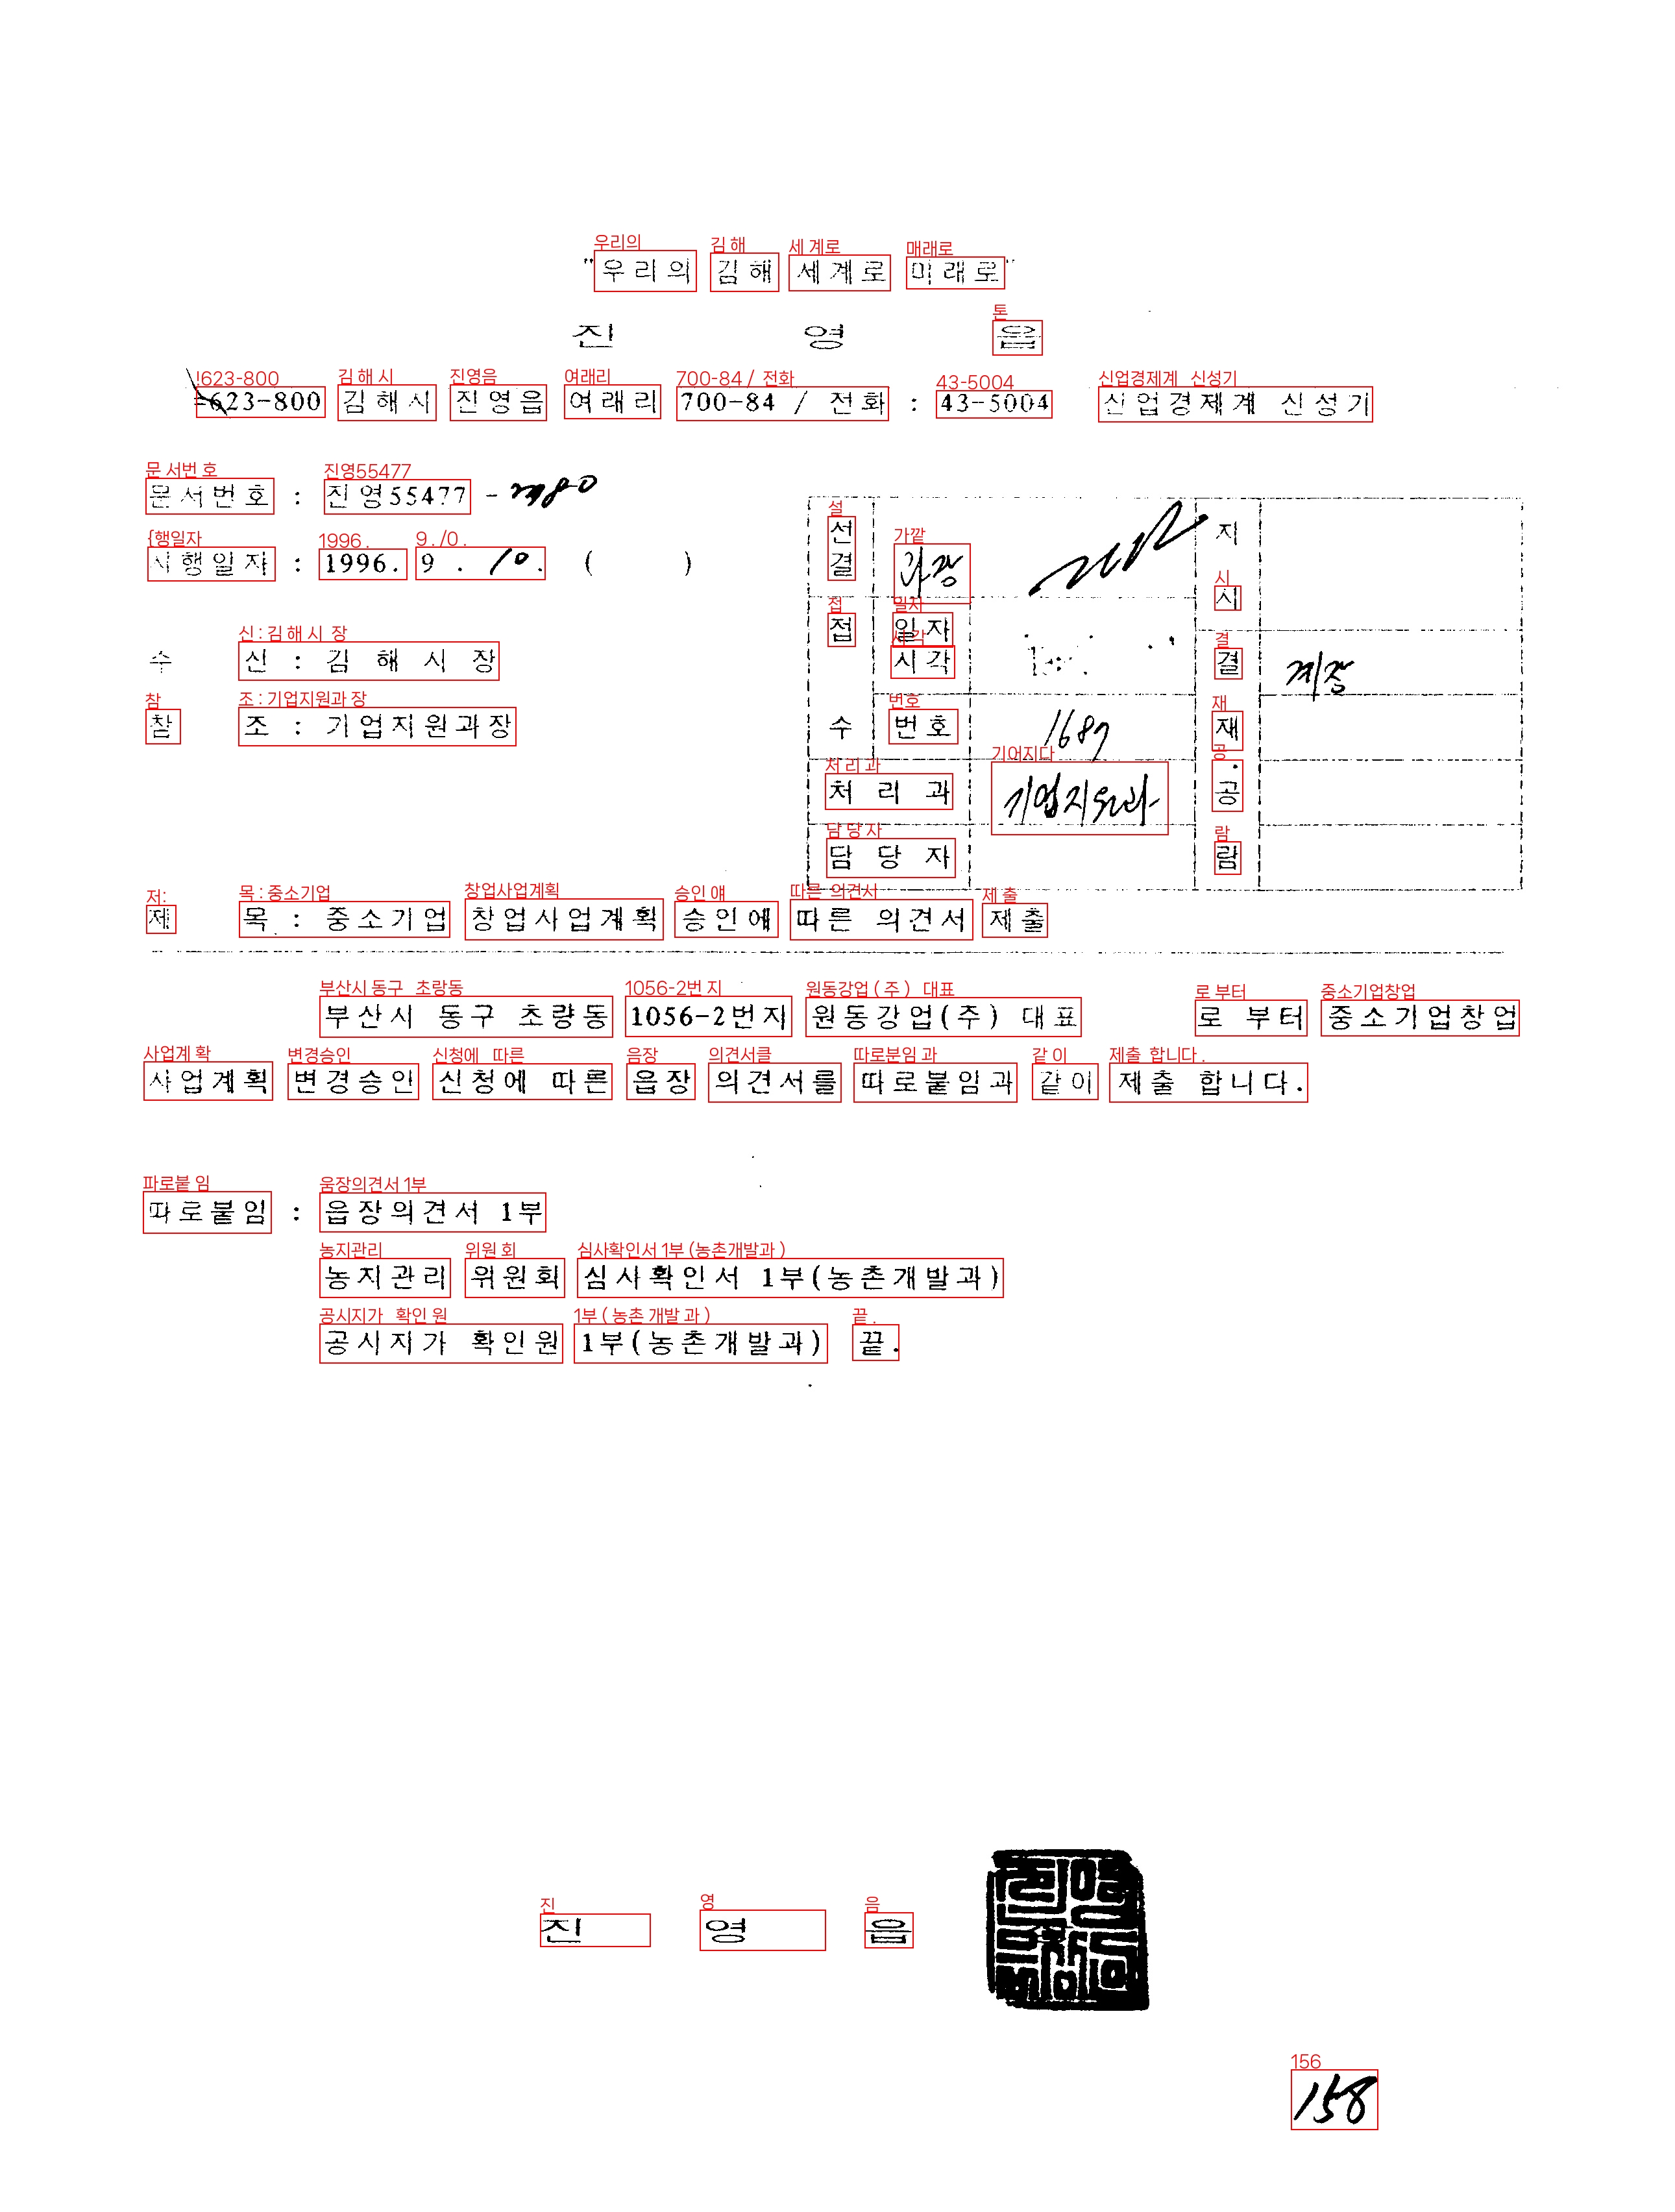 "우리의 김해 세계로 미래로"
진 영 읍
623-800 김해시 진영읍 여래리 700-84 / 전화 : 43-5004 산업경제계 신성기
문서번호 : 진영55477 -
시행일자 : 1996. 9 . 10. ( )
수 신 : 김 해 시 장
참 조 : 기업지원과장
선결 과장 지시
접수 일자 시각 결재
번호 1687 계장
처 리 과 기업지원과 공람
담 당 자
제 목 : 중소기업 창업사업계획 승인에 따른 의견서 제출
부산시 동구 초량동 1056-2번지 원동강업(주) 대표 로 부터 중소기업창업
사업계획 변경승인 신청에 따른 읍장 의견서를 따로붙임과 같이 제출 합니다.
따로붙임 : 읍장의견서 1부
농지관리 위원회 심사확인서 1부(농촌개발과)
공시지가 확인원 1부(농촌개발과) 끝.
진 영 읍
158